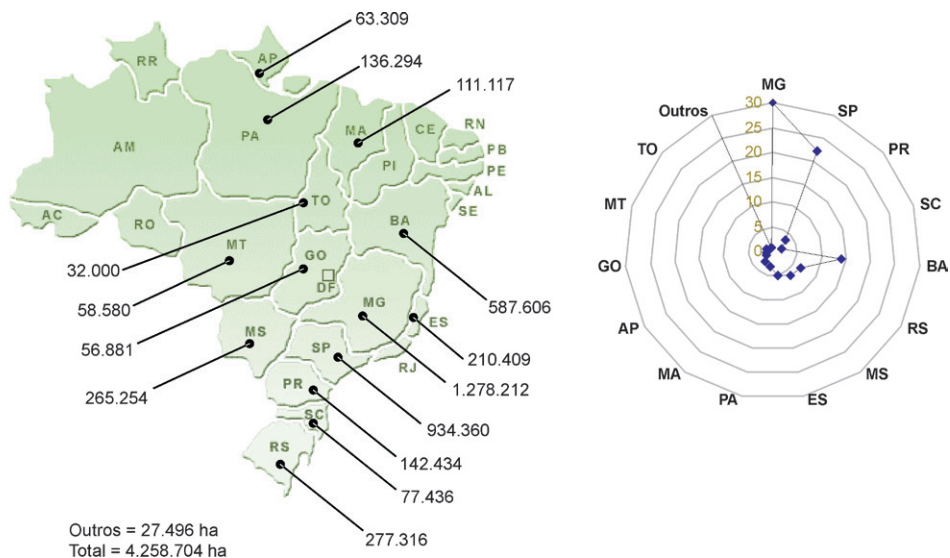 63.309
136.294
111.117
RR
AP
AM
PA
MA
CE
RN
PB
PE
PI
AL
SE
AC
RO
TO
BA
MT
GO
DF
MG
ES
MS
SP
RJ
PR
SC
RS
32.000
58.580
56.881
265.254
587.606
210.409
1.278.212
934.360
142.434
77.436
277.316
Outros = 27.496 ha
Total = 4.258.704 ha
MG
SP
PR
SC
BA
RS
MS
ES
PA
MA
AP
GO
MT
TO
Outros
30
25
20
15
10
5
0